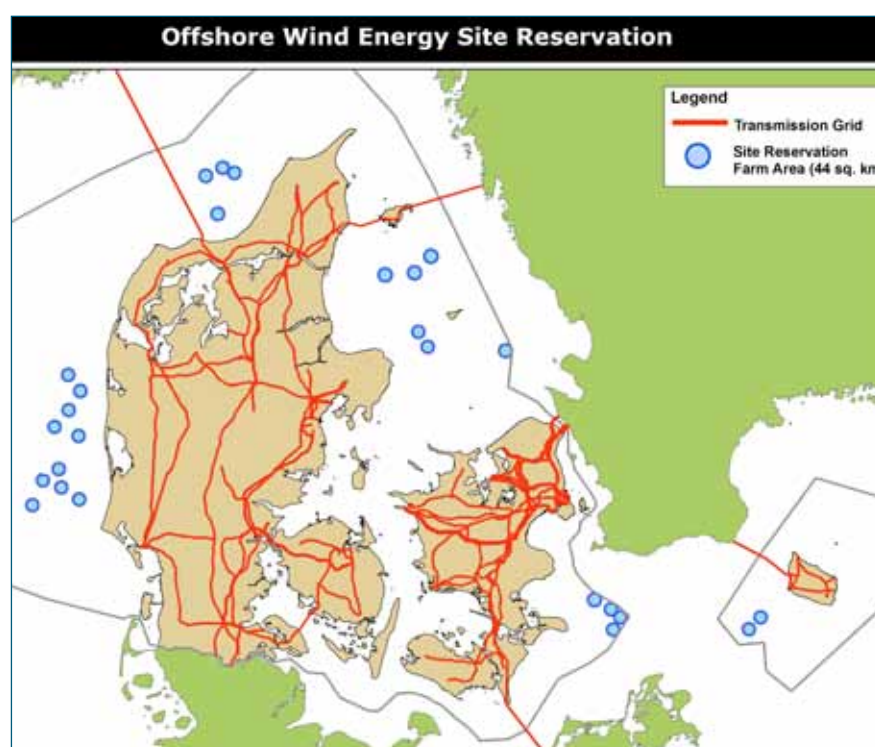 Offshore Wind Energy Site Reservation
Legend
Transmission Grid
Site Reservation
Farm Area (44 sq. km